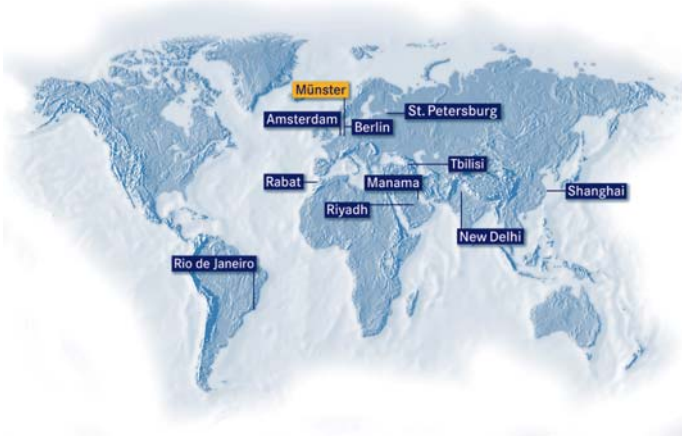 Münster
Amsterdam
Berlin
St. Petersburg
Tbilisi
Rabat
Manama
Riyadh
Shanghai
New Delhi
Rio de Janeiro